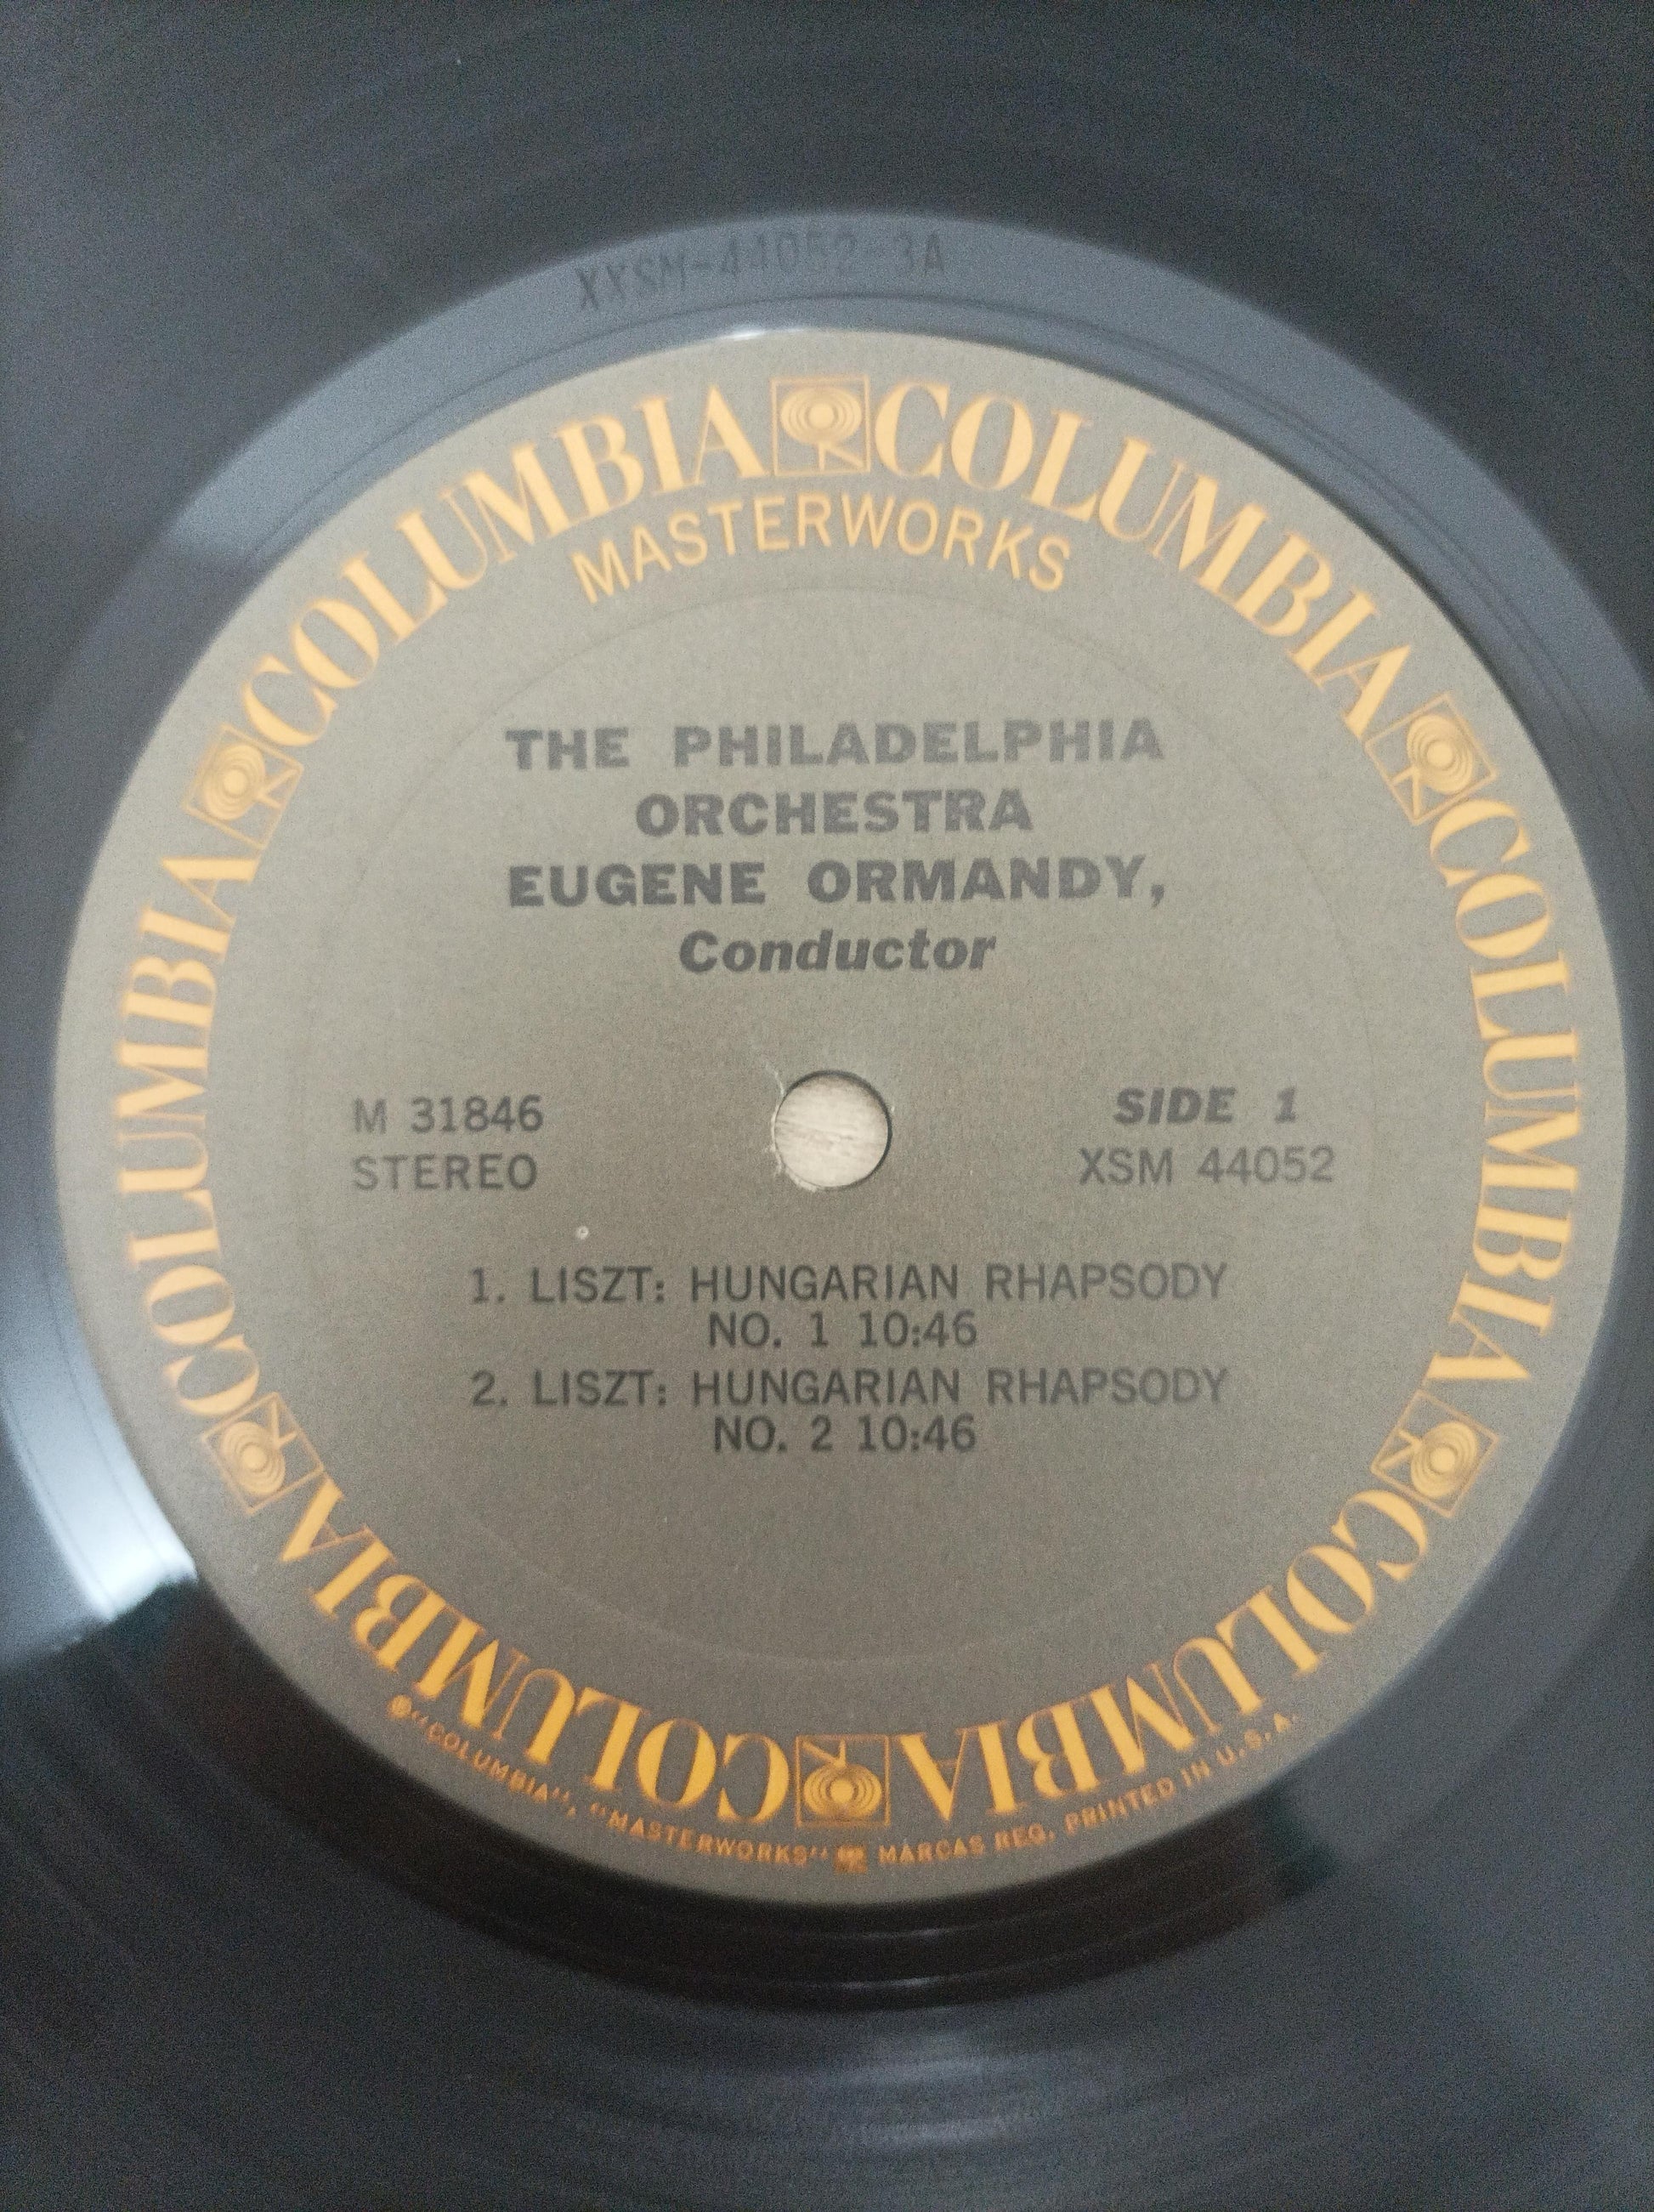 XXSM-44052-3A
COLUMBIA COLUMBIA COLUMBIA COLUMBIA COLUMBIA COLUMBIA
MASTERWORKS
THE PHILADELPHIA
ORCHESTRA
EUGENE ORMANDY,
Conductor
M 31846
STEREO
SIDE 1
XSM 44052
1. LISZT: HUNGARIAN RHAPSODY
NO. 1 10:46
2. LISZT: HUNGARIAN RHAPSODY
NO. 2 10:46
® "COLUMBIA", "MASTERWORKS" MARCAS REG. PRINTED IN U.S.A.